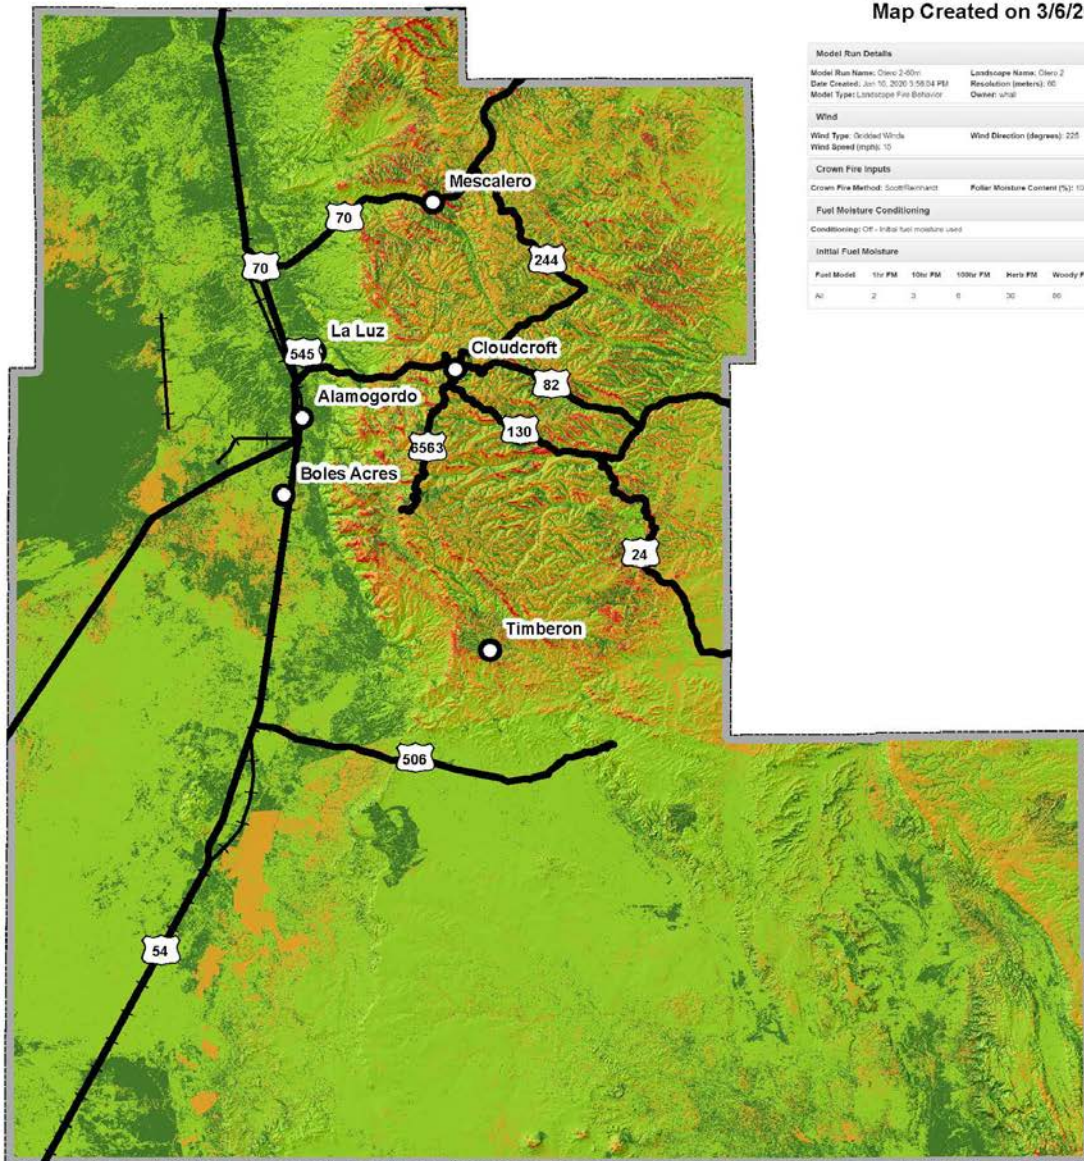 Map Created on 3/6/2
Model Run Details
Model Run Name: Otero 2-60m
Landscape Name: Otero 2
Date Created: Jan 10, 2020 3:58:04 PM
Resolution (meters): 60
Model Type: Landscape Fire Behavior
Owner: whall
Wind
Wind Type: Gridded Winds
Wind Direction (degrees): 225
Wind Speed (mph): 10
Crown Fire Inputs
Crown Fire Method: Scott/Reinhardt
Foliar Moisture Content (%): 10
Fuel Moisture Conditioning
Conditioning: Off - Initial fuel moisture used
Initial Fuel Moisture
Fuel Model 1hr FM 10hr FM 100hr FM Herb FM Woody F
All 2 3 6 30 60
Mescalero
70
244
70
La Luz
545
Cloudcroft
82
Alamogordo
130
6563
Boles Acres
24
Timberon
506
54